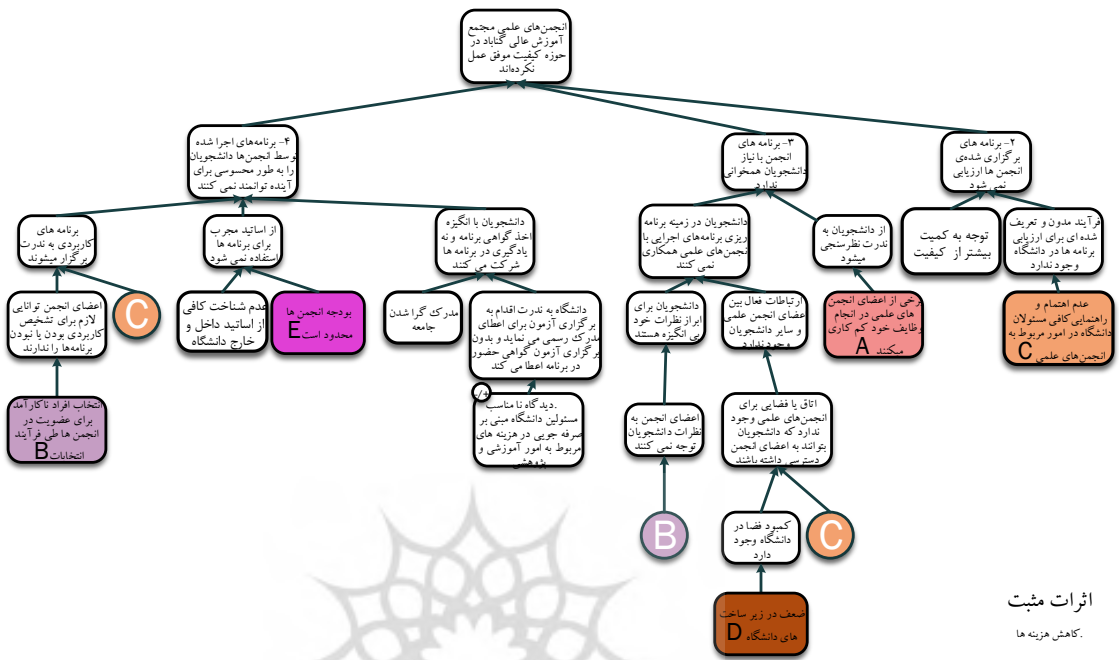 انجمن‌های علمی مجتمع
آموزش عالی گناباد در
حوزه کیفیت موفق عمل
نکرده‌اند
۲- برنامه های
برگزاری شده‌ی
انجمن ها ارزیابی
نمی شود
۳- برنامه های
انجمن با نیاز
دانشجویان همخوانی
ندارد
۴- برنامه‌های اجرا شده
توسط انجمن‌ها دانشجویان
را به طور محسوسی برای
آینده توانمند نمی کنند
فرآیند مدون و تعریف
شده ای برای ارزیابی
برنامه ها در دانشگاه
وجود ندارد
توجه به کمیت
بیشتر از کیفیت
از دانشجویان به
ندرت نظرسنجی
میشود
دانشجویان در زمینه برنامه
ریزی برنامه‌های اجرایی با
انجمن‌های علمی همکاری
نمی کنند
دانشجویان با انگیزه
اخذ گواهی برنامه و نه
یادگیری در برنامه ها
شرکت می کنند
از اساتید مجرب
برای برنامه ها
استفاده نمی شود
برنامه های
کاربردی به ندرت
برگزار میشوند
عدم اهتمام و
راهنمایی کافی مسئولان
دانشگاه در امور مربوط به
انجمن‌های علمی C
برخی از اعضای انجمن
های علمی در انجام
وظایف خود کم کاری
میکنند A
ارتباطات فعال بین
اعضای انجمن علمی
و سایر دانشجویان
وجود ندارد
دانشجویان برای
ابراز نظرات خود
بی انگیزه هستند
دانشگاه به ندرت اقدام به
برگزاری آزمون برای اعطای
مدرک رسمی می نماید و بدون
برگزاری آزمون گواهی حضور
در برنامه اعطا می کند
مدرک گرا شدن
جامعه
بودجه انجمن ها
محدود است E
عدم شناخت کافی
از اساتید داخل و
خارج دانشگاه
C
اعضای انجمن توانایی
لازم برای تشخیص
کاربردی بودن یا نبودن
برنامه‌ها را ندارند
اتاق یا فضایی برای
انجمن‌های علمی وجود
ندارد که دانشجویان
بتواند به اعضای انجمن
دسترسی داشته باشند
اعضای انجمن به
نظرات دانشجویان
توجه نمی کنند
.دیدگاه نا مناسب
مسئولین دانشگاه مبنی بر
صرفه جویی در هزینه های
مربوط به امور آموزشی و
پژوهشی
انتخاب افراد ناکارآمد
برای عضویت در
انجمن ها طی فرآیند
انتخابات B
C
کمبود فضا در
دانشگاه وجود
دارد
B
ضعف در زیر ساخت
های دانشگاه D
اثرات مثبت
.کاهش هزینه ها